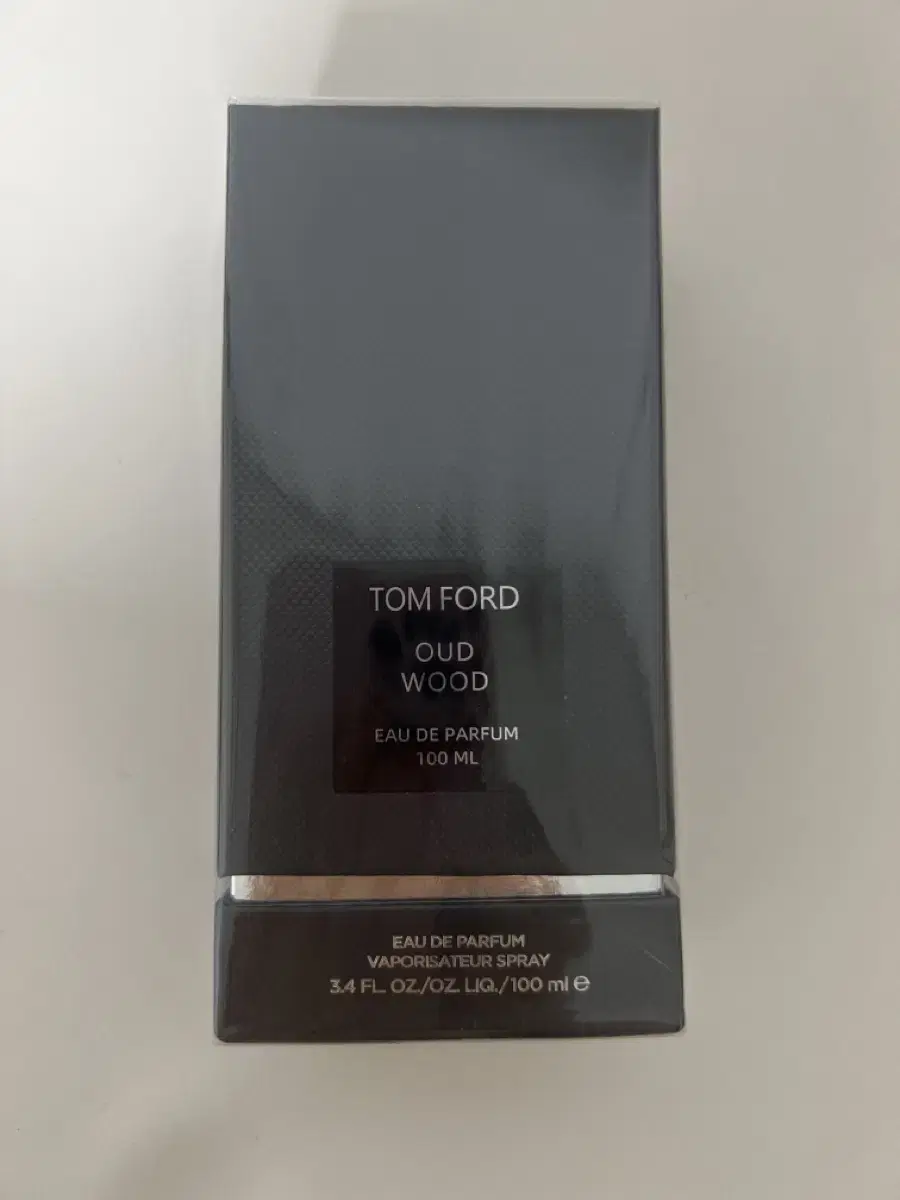 TOM FORD
OUD
WOOD
EAU DE PARFUM
100 ML
EAU DE PARFUM
VAPORISATEUR SPRAY
3.4 FL. OZ./OZ. LIQ./100 ml ℮